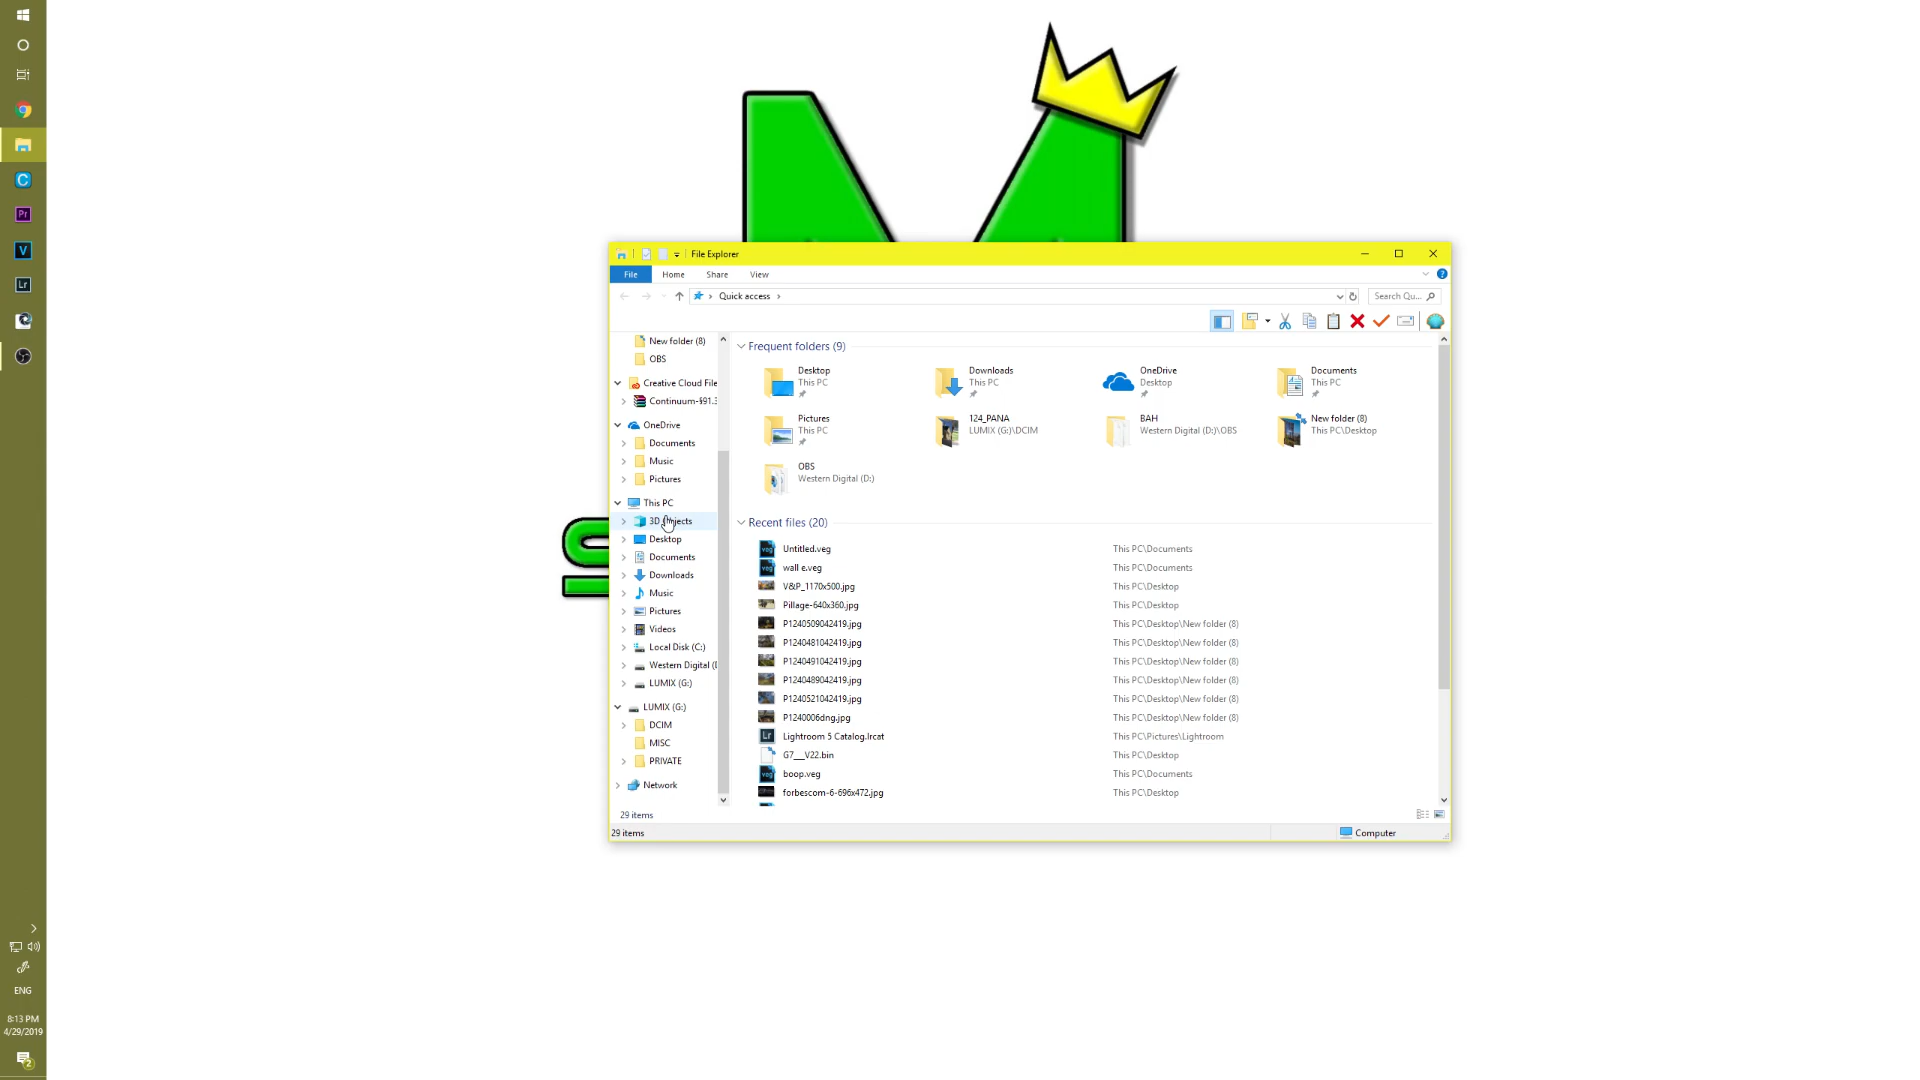 File Explorer
File
Home
Share
View
Quick access
Search Qu...
New folder (8)
OBS
Creative Cloud File
Continuum-§91.3
OneDrive
Documents
Music
Pictures
This PC
Desktop
Documents
Downloads
Music
Pictures
Videos
Local Disk (C:)
Western Digital (
LUMIX (G:)
LUMIX (G:)
DCIM
MISC
PRIVATE
Network
Frequent folders (9)
Desktop
This PC
Downloads
This PC
OneDrive
Desktop
Documents
This PC
Pictures
This PC
124_PANA
LUMIX (G:)\DCIM
BAH
Western Digital (D:)\OBS
New folder (8)
This PC\Desktop
OBS
Western Digital (D:)
Recent files (20)
Untitled.veg This PC\Documents
wall e.veg This PC\Documents
V&P_1170x500.jpg This PC\Desktop
Pillage-640x360.jpg This PC\Desktop
P1240509042419.jpg This PC\Desktop\New folder (8)
P1240481042419.jpg This PC\Desktop\New folder (8)
P1240491042419.jpg This PC\Desktop\New folder (8)
P1240489042419.jpg This PC\Desktop\New folder (8)
P1240521042419.jpg This PC\Desktop\New folder (8)
P1240006dng.jpg This PC\Desktop\New folder (8)
Lightroom 5 Catalog.lrcat This PC\Pictures\Lightroom
G7___V22.bin This PC\Desktop
boop.veg This PC\Documents
forbescom-6-696x472.jpg This PC\Desktop
29 items
29 items
Computer
C
Pr
V
Lr
ENG
8:13 PM
4/29/2019
2